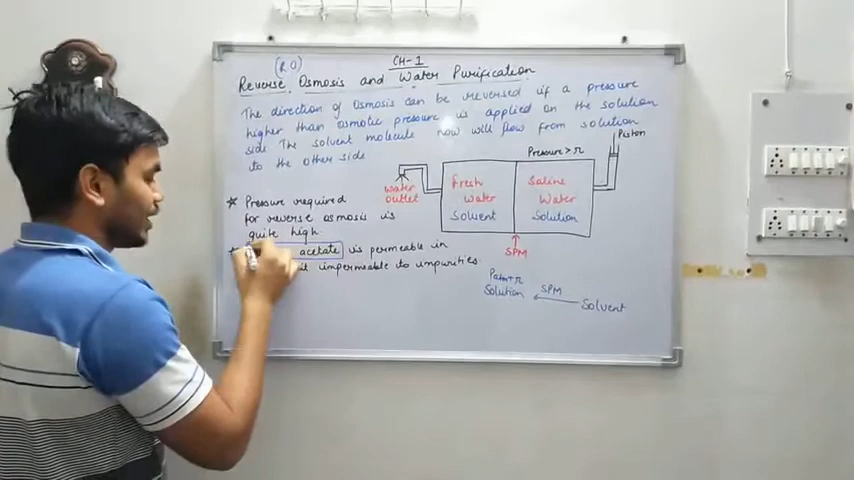 (RO) CH-1
Reverse Osmosis and Water Purification
The direction of Osmosis can be reversed if a pressure
higher than osmotic pressure is applied on the solution
side. The solvent molecule now will flow from solution
to the other side
Pressure > π
Piston
water
outlet
Fresh
Water
Solvent
Saline
Water
Solution
SPM
* Pressure required
for reverse osmosis is
quite high.
acetate is permeable in
impermeable to impurities
Solution
SPM
Solvent